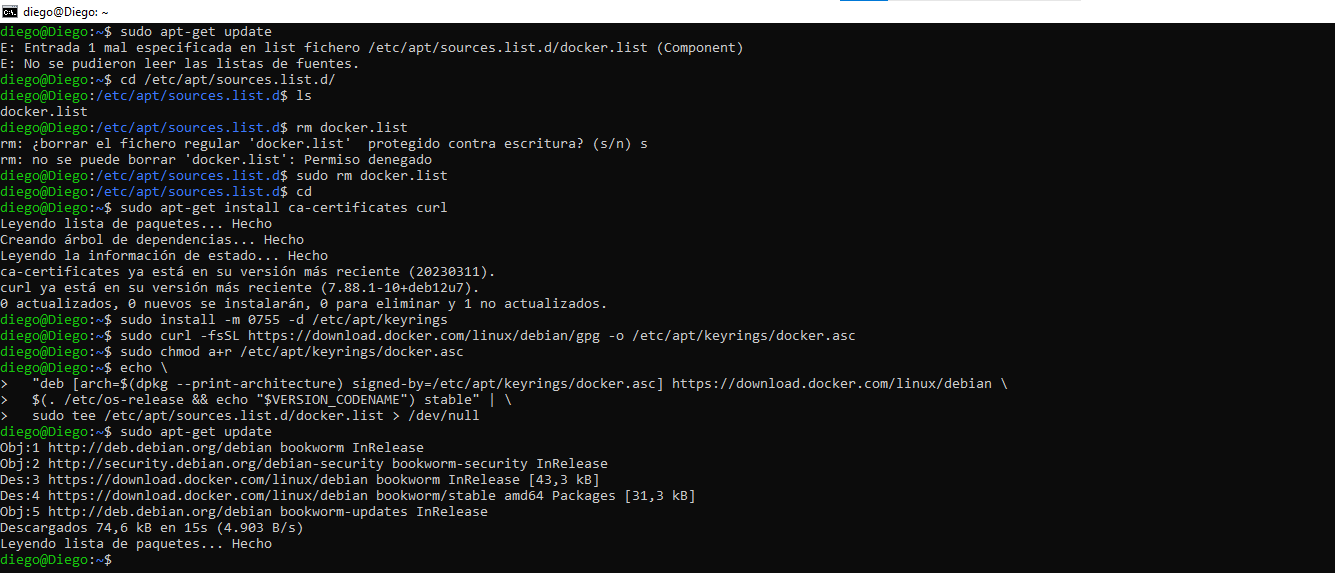 diego@Diego: ~
diego@Diego:~$ sudo apt-get update
E: Entrada 1 mal especificada en list fichero /etc/apt/sources.list.d/docker.list (Component)
E: No se pudieron leer las listas de fuentes.
diego@Diego:~$ cd /etc/apt/sources.list.d/
diego@Diego:/etc/apt/sources.list.d$ ls
docker.list
diego@Diego:/etc/apt/sources.list.d$ rm docker.list
rm: ¿borrar el fichero regular 'docker.list'  protegido contra escritura? (s/n) s
rm: no se puede borrar 'docker.list': Permiso denegado
diego@Diego:/etc/apt/sources.list.d$ sudo rm docker.list
diego@Diego:/etc/apt/sources.list.d$ cd
diego@Diego:~$ sudo apt-get install ca-certificates curl
Leyendo lista de paquetes... Hecho
Creando árbol de dependencias... Hecho
Leyendo la información de estado... Hecho
ca-certificates ya está en su versión más reciente (20230311).
curl ya está en su versión más reciente (7.88.1-10+deb12u7).
0 actualizados, 0 nuevos se instalarán, 0 para eliminar y 1 no actualizados.
diego@Diego:~$ sudo install -m 0755 -d /etc/apt/keyrings
diego@Diego:~$ sudo curl -fsSL https://download.docker.com/linux/debian/gpg -o /etc/apt/keyrings/docker.asc
diego@Diego:~$ sudo chmod a+r /etc/apt/keyrings/docker.asc
diego@Diego:~$ echo \
>   "deb [arch=$(dpkg --print-architecture) signed-by=/etc/apt/keyrings/docker.asc] https://download.docker.com/linux/debian \
>   $(. /etc/os-release && echo "$VERSION_CODENAME") stable" | \
>   sudo tee /etc/apt/sources.list.d/docker.list > /dev/null
diego@Diego:~$ sudo apt-get update
Obj:1 http://deb.debian.org/debian bookworm InRelease
Obj:2 http://security.debian.org/debian-security bookworm-security InRelease
Des:3 https://download.docker.com/linux/debian bookworm InRelease [43,3 kB]
Des:4 https://download.docker.com/linux/debian bookworm/stable amd64 Packages [31,3 kB]
Obj:5 http://deb.debian.org/debian bookworm-updates InRelease
Descargados 74,6 kB en 15s (4.903 B/s)
Leyendo lista de paquetes... Hecho
diego@Diego:~$